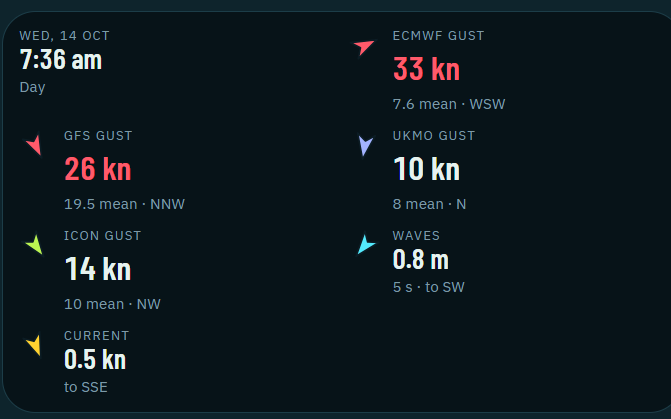 WED, 14 OCT
7:36 am
Day
ECMWF GUST
33 kn
7.6 mean · WSW
GFS GUST
26 kn
19.5 mean · NNW
UKMO GUST
10 kn
8 mean · N
ICON GUST
14 kn
10 mean · NW
WAVES
0.8 m
5 s · to SW
CURRENT
0.5 kn
to SSE